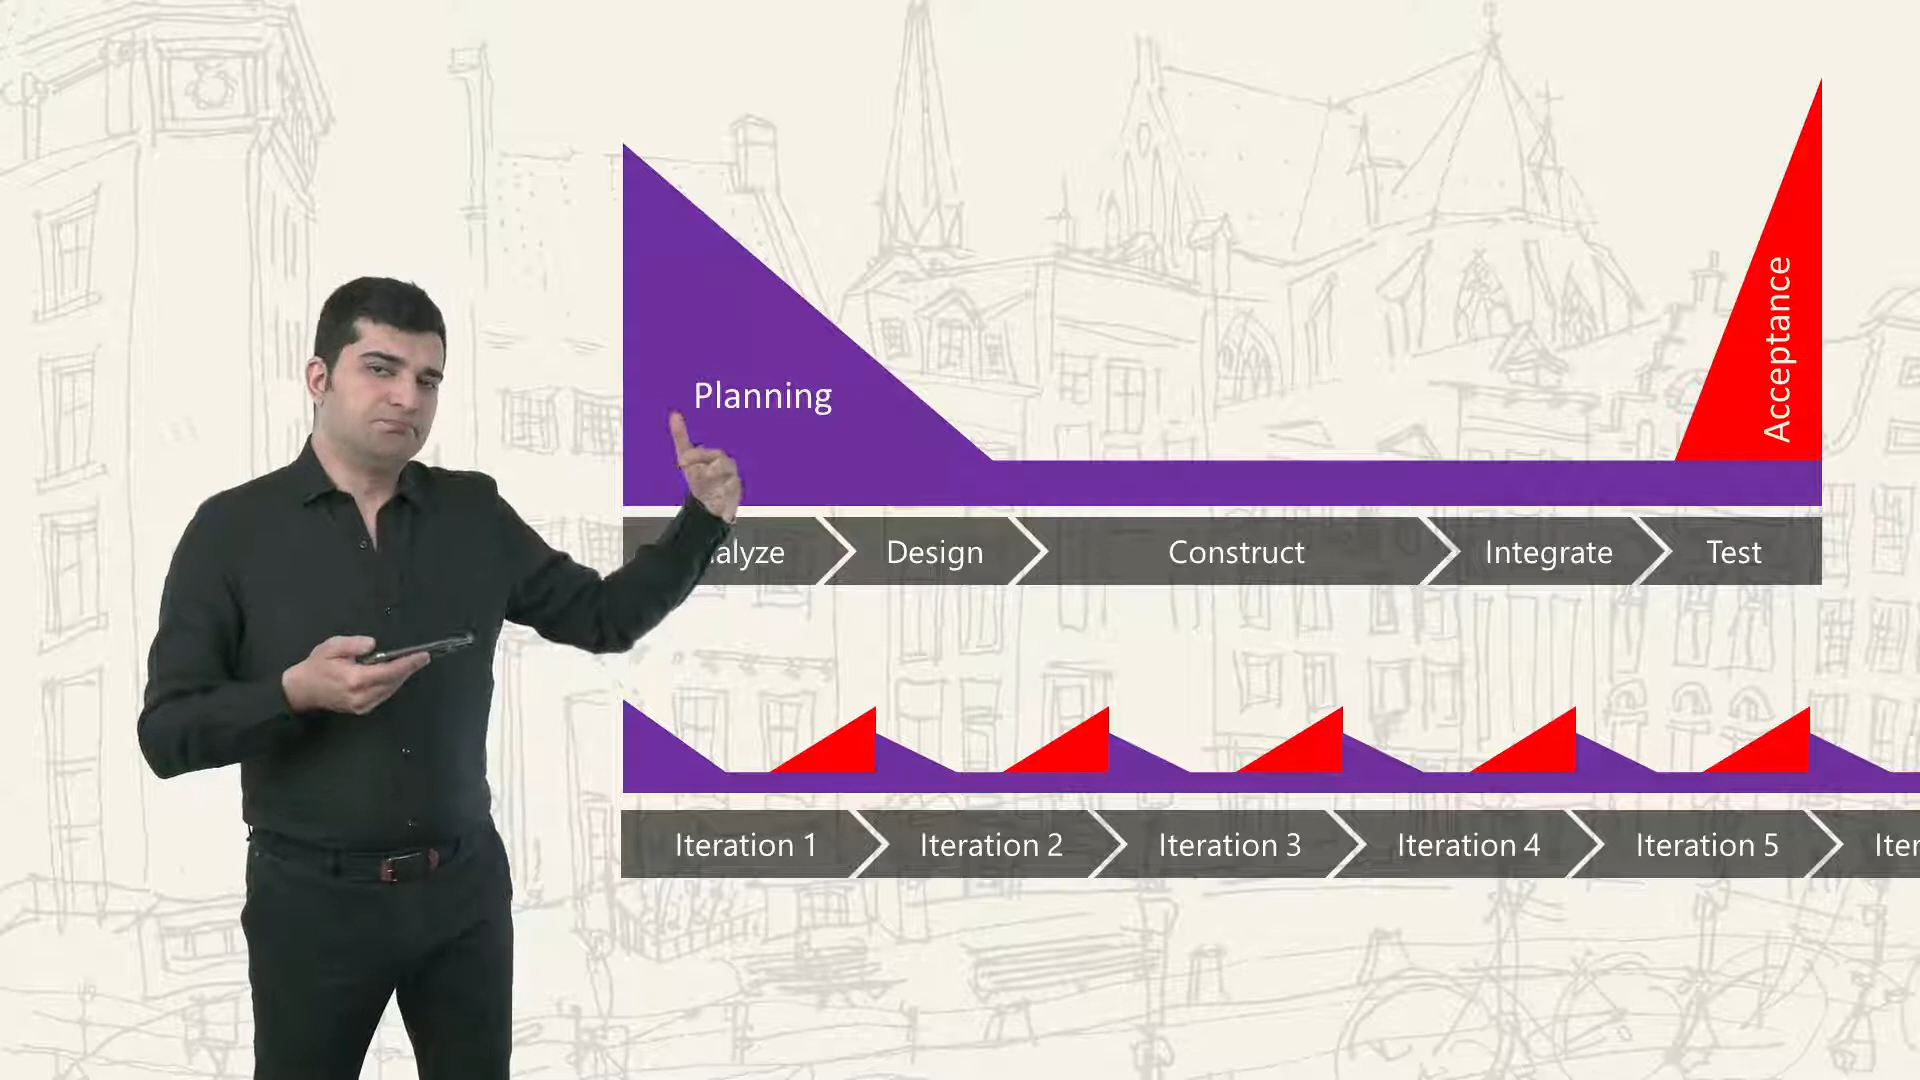 Planning
Acceptance
alyze
Design
Construct
Integrate
Test
Iteration 1
Iteration 2
Iteration 3
Iteration 4
Iteration 5
Iter